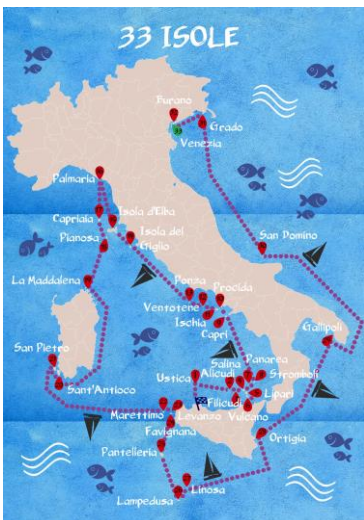 33 ISOLE
Burano
Grado
Venezia
Palmaria
Capraia
Isola d'Elba
Pianosa
Isola del
Giglio
San Domino
La Maddalena
Ponza
Procida
Ventotene
Ischia
Capri
Gallipoli
San Pietro
Sant'Antioco
Salina
Panarea
Alicudi
Stromboli
Ustica
Lipari
Filicudi
Vulcano
Marettimo
Levanzo
Favignana
Ortigia
Pantelleria
Linosa
Lampedusa